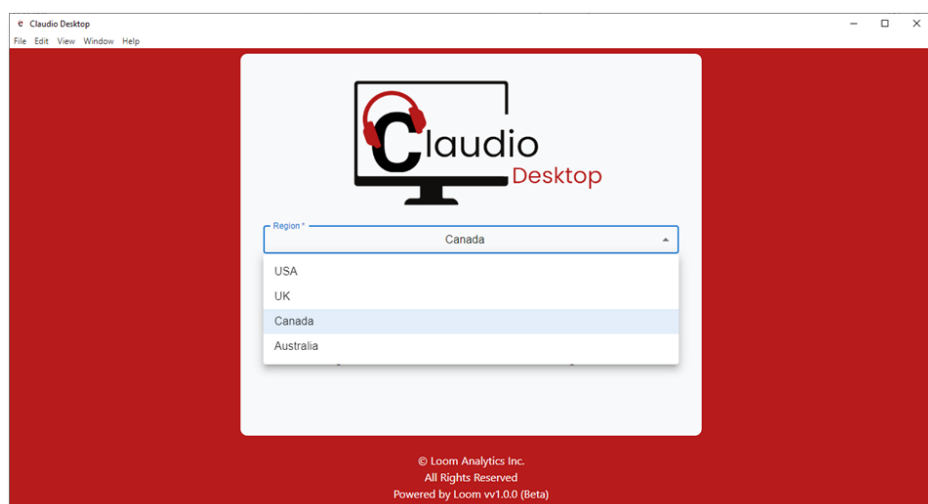 Claudio Desktop
File Edit View Window Help
Claudio
Desktop
Region *
Canada
USA
UK
Canada
Australia
© Loom Analytics Inc.
All Rights Reserved
Powered by Loom vv1.0.0 (Beta)